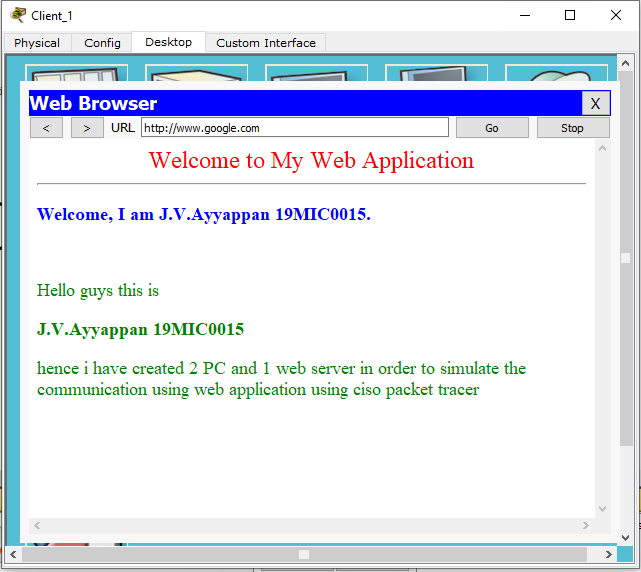 Client_1
Physical Config Desktop Custom Interface
Web Browser X
< > URL http://www.google.com Go Stop
Welcome to My Web Application
Welcome, I am J.V.Ayyappan 19MIC0015.
Hello guys this is
J.V.Ayyappan 19MIC0015
hence i have created 2 PC and 1 web server in order to simulate the
communication using web application using ciso packet tracer